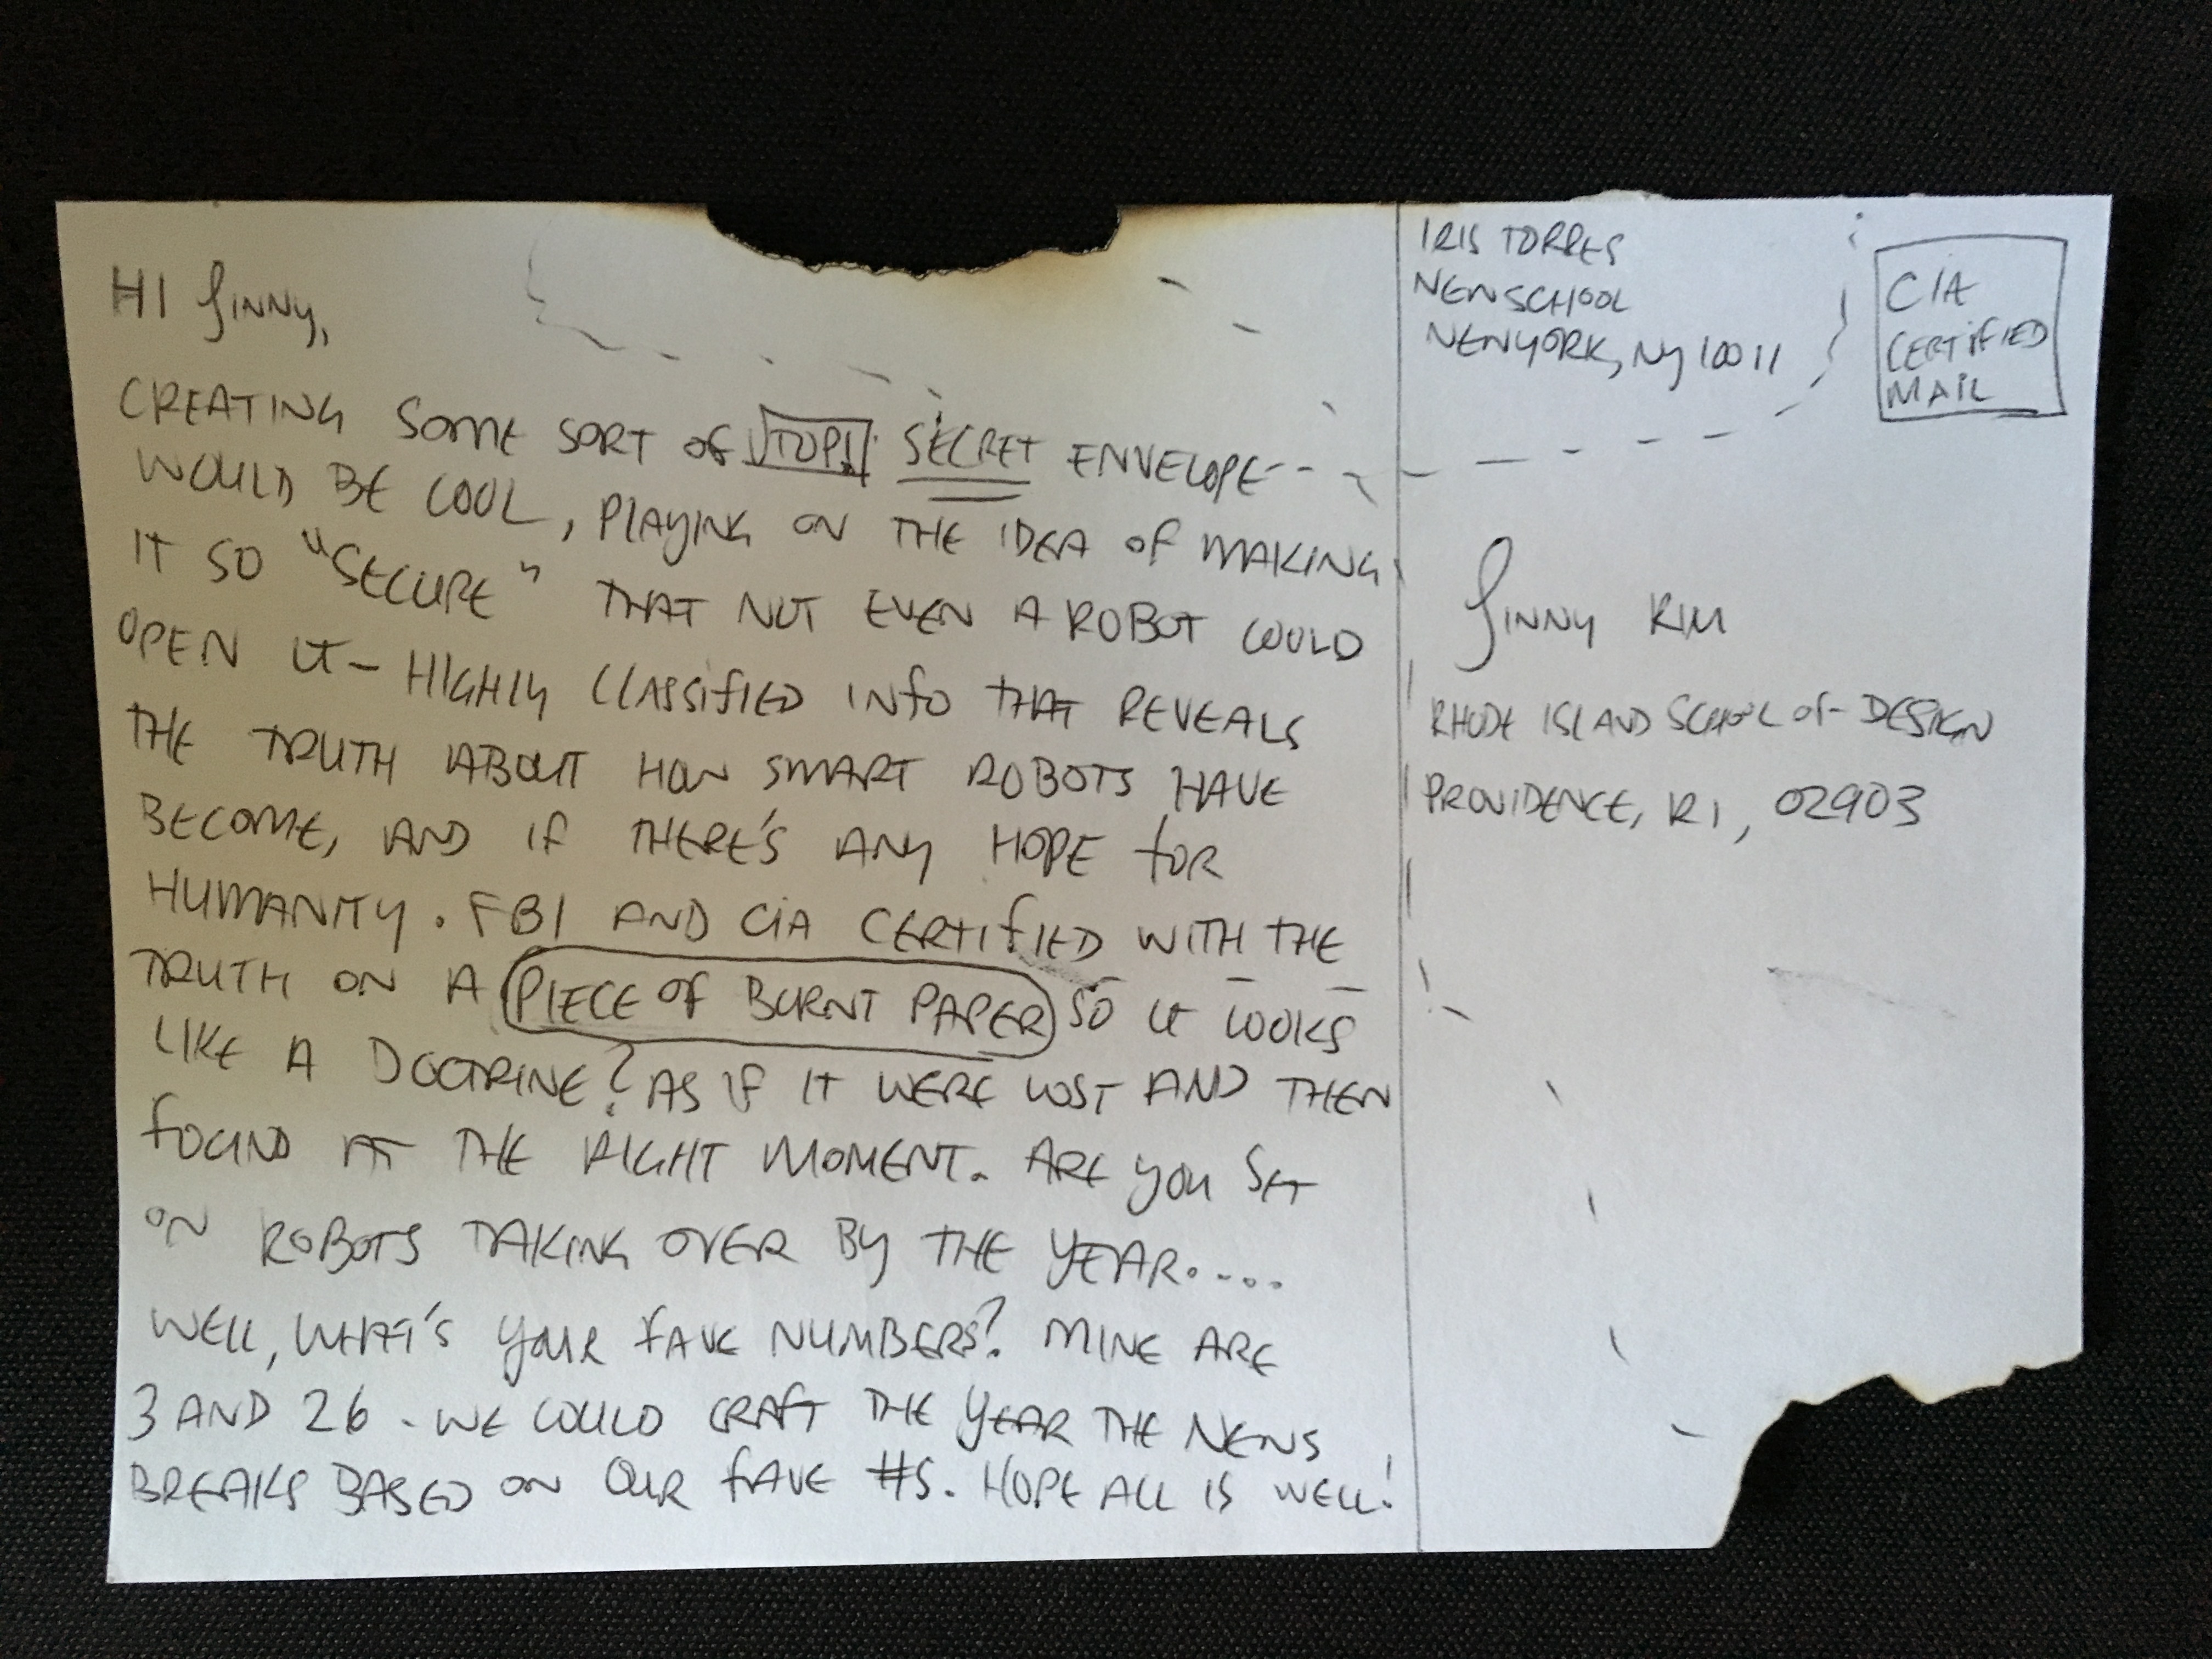 HI GINNY,
CREATING SOME SORT OF TOP SECRET ENVELOPE---
WOULD BE COOL, PLAYING ON THE IDEA OF MAKING
IT SO "SECURE" THAT NOT EVEN A ROBOT COULD
OPEN IT - HIGHLY CLASSIFIED INFO THAT REVEALS
THE TRUTH ABOUT HOW SMART ROBOTS HAVE
BECOME, AND IF THERE'S ANY HOPE FOR
HUMANITY. FBI AND CIA CERTIFIED WITH THE
TRUTH ON A PIECE OF BURNT PAPER SO IT LOOKS
LIKE A DOCTRINE? AS IF IT WERE LOST AND THEN
FOUND AT THE RIGHT MOMENT. ARE YOU SET
ON ROBOTS TAKING OVER BY THE YEAR....
WELL, WHAT'S YOUR FAVE NUMBERS? MINE ARE
3 AND 26 - WE COULD CRAFT THE YEAR THE NEWS
BREAKS BASED ON OUR FAVE #S. HOPE ALL IS WELL!
IRIS TORRES
NEW SCHOOL
NEW YORK, NY 10011
CIA
CERTIFIED
MAIL
GINNY KIM
RHODE ISLAND SCHOOL OF DESIGN
PROVIDENCE, RI, 02903